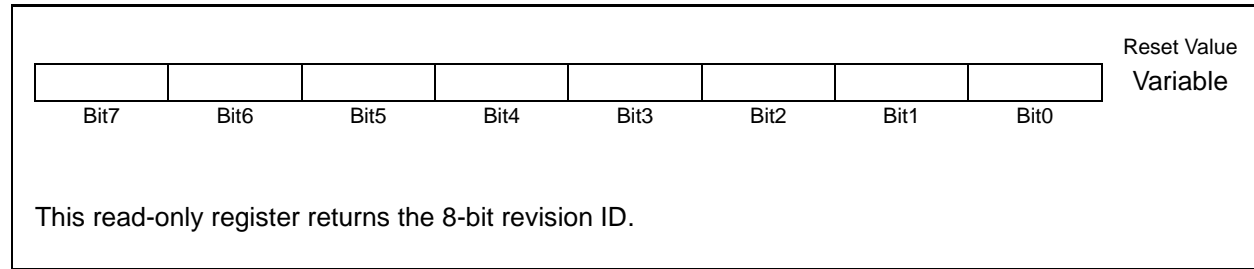 Reset Value
Variable
Bit7 Bit6 Bit5 Bit4 Bit3 Bit2 Bit1 Bit0
This read-only register returns the 8-bit revision ID.